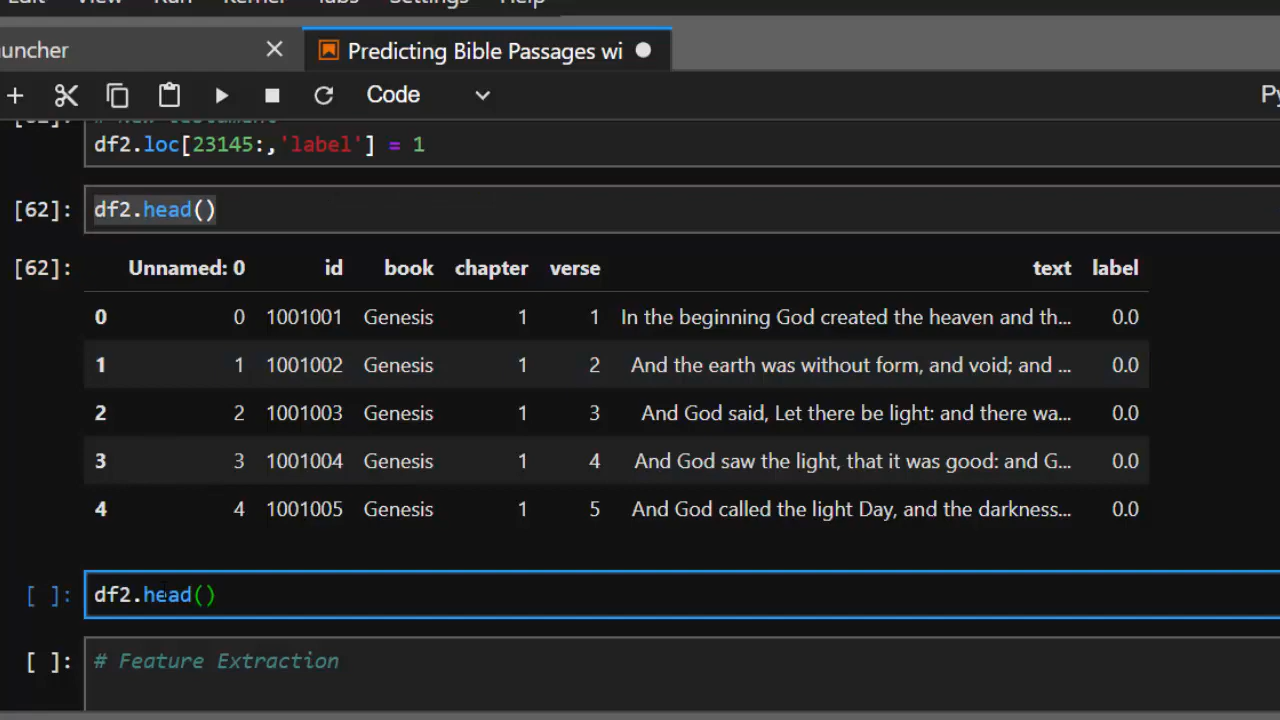 View Run Kernel Tabs Settings Help
uncher Predicting Bible Passages wi
Code
df2.loc[23145:,'label'] = 1
[62]: df2.head()
[62]: Unnamed: 0 id book chapter verse text label
0 0 1001001 Genesis 1 1 In the beginning God created the heaven and th... 0.0
1 1 1001002 Genesis 1 2 And the earth was without form, and void; and ... 0.0
2 2 1001003 Genesis 1 3 And God said, Let there be light: and there wa... 0.0
3 3 1001004 Genesis 1 4 And God saw the light, that it was good: and G... 0.0
4 4 1001005 Genesis 1 5 And God called the light Day, and the darkness... 0.0
[ ]: df2.head()
[ ]: # Feature Extraction